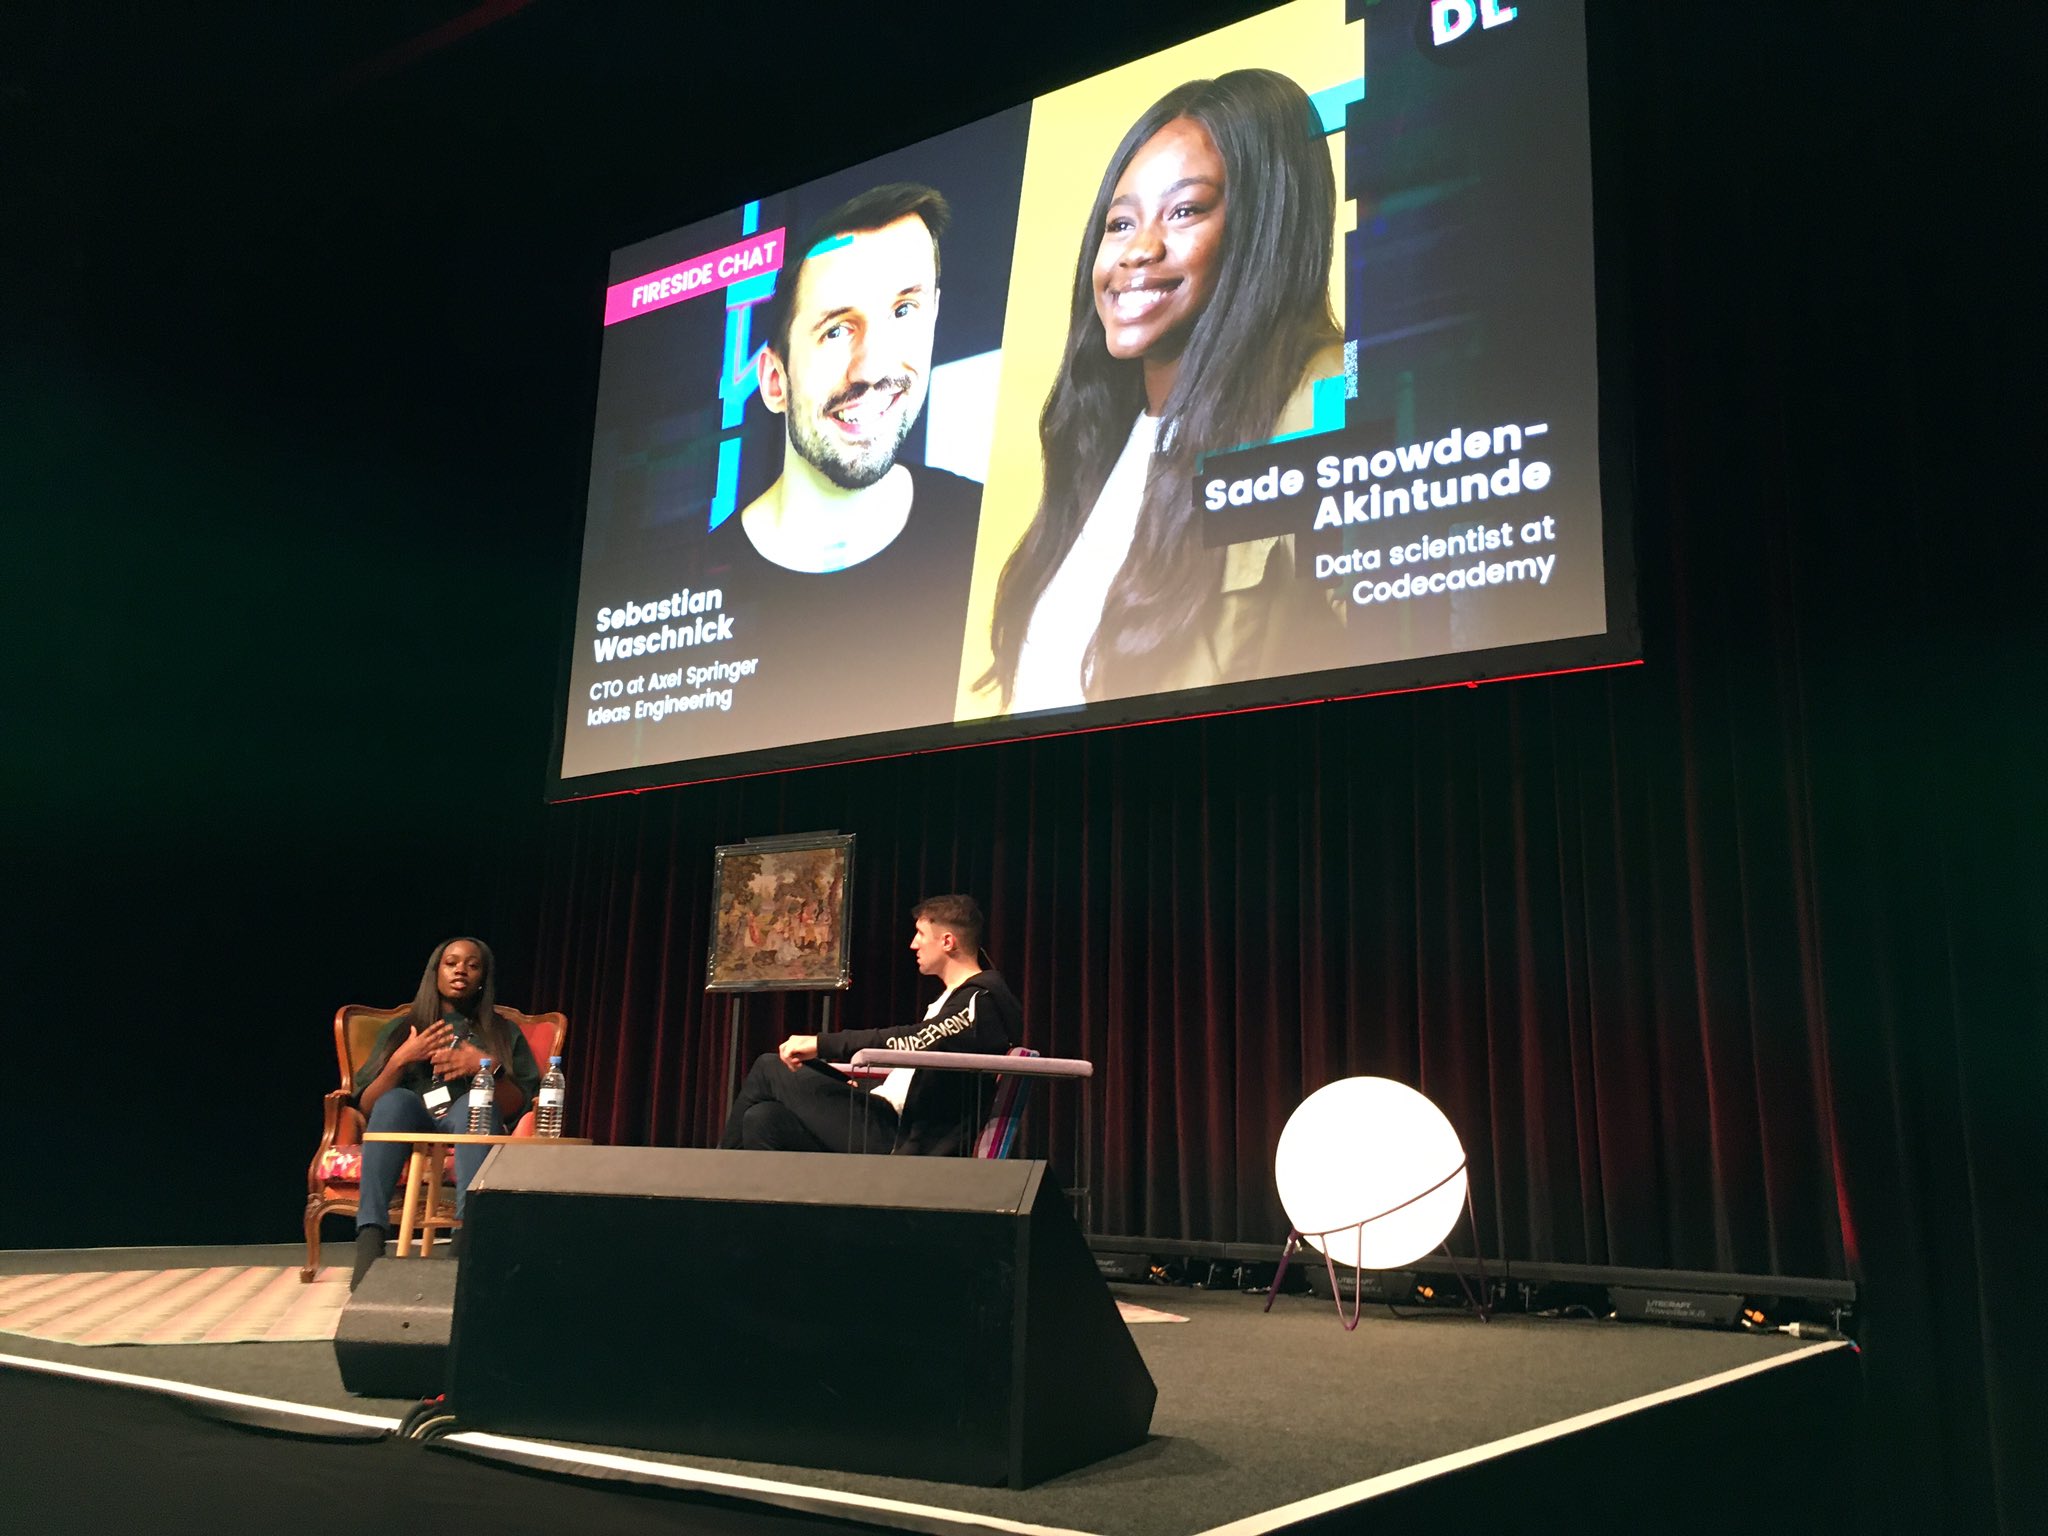 DL
FIRESIDE CHAT
Sebastian
Waschnick
CTO at Axel Springer
Ideas Engineering
Sade Snowden-
Akintunde
Data scientist at
Codecademy
ENGINEERING
LITECRAFT